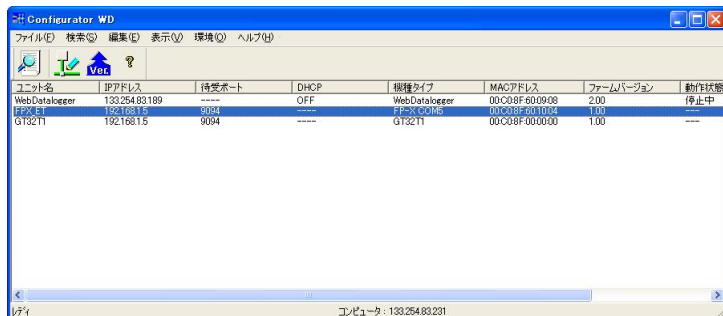 Configurator WD
ファイル(F) 検索(S) 編集(E) 表示(V) 環境(O) ヘルプ(H)
Ver. ?
ユニット名 IPアドレス 待受ポート DHCP 機種タイプ MACアドレス ファームバージョン 動作状態
WebDatalogger 133.254.83.189 ---- OFF WebDatalogger 00:C0:8F:60:09:08 2.00 停止中
FPX_ET 192.168.1.5 9094 ---- FP-X COM5 00:C0:8F:60:10:04 1.00 ---
GT32T1 192.168.1.5 9094 ---- GT32T1 00:C0:8F:00:00:00 1.00 ---
レディ コンピュータ : 133.254.83.231